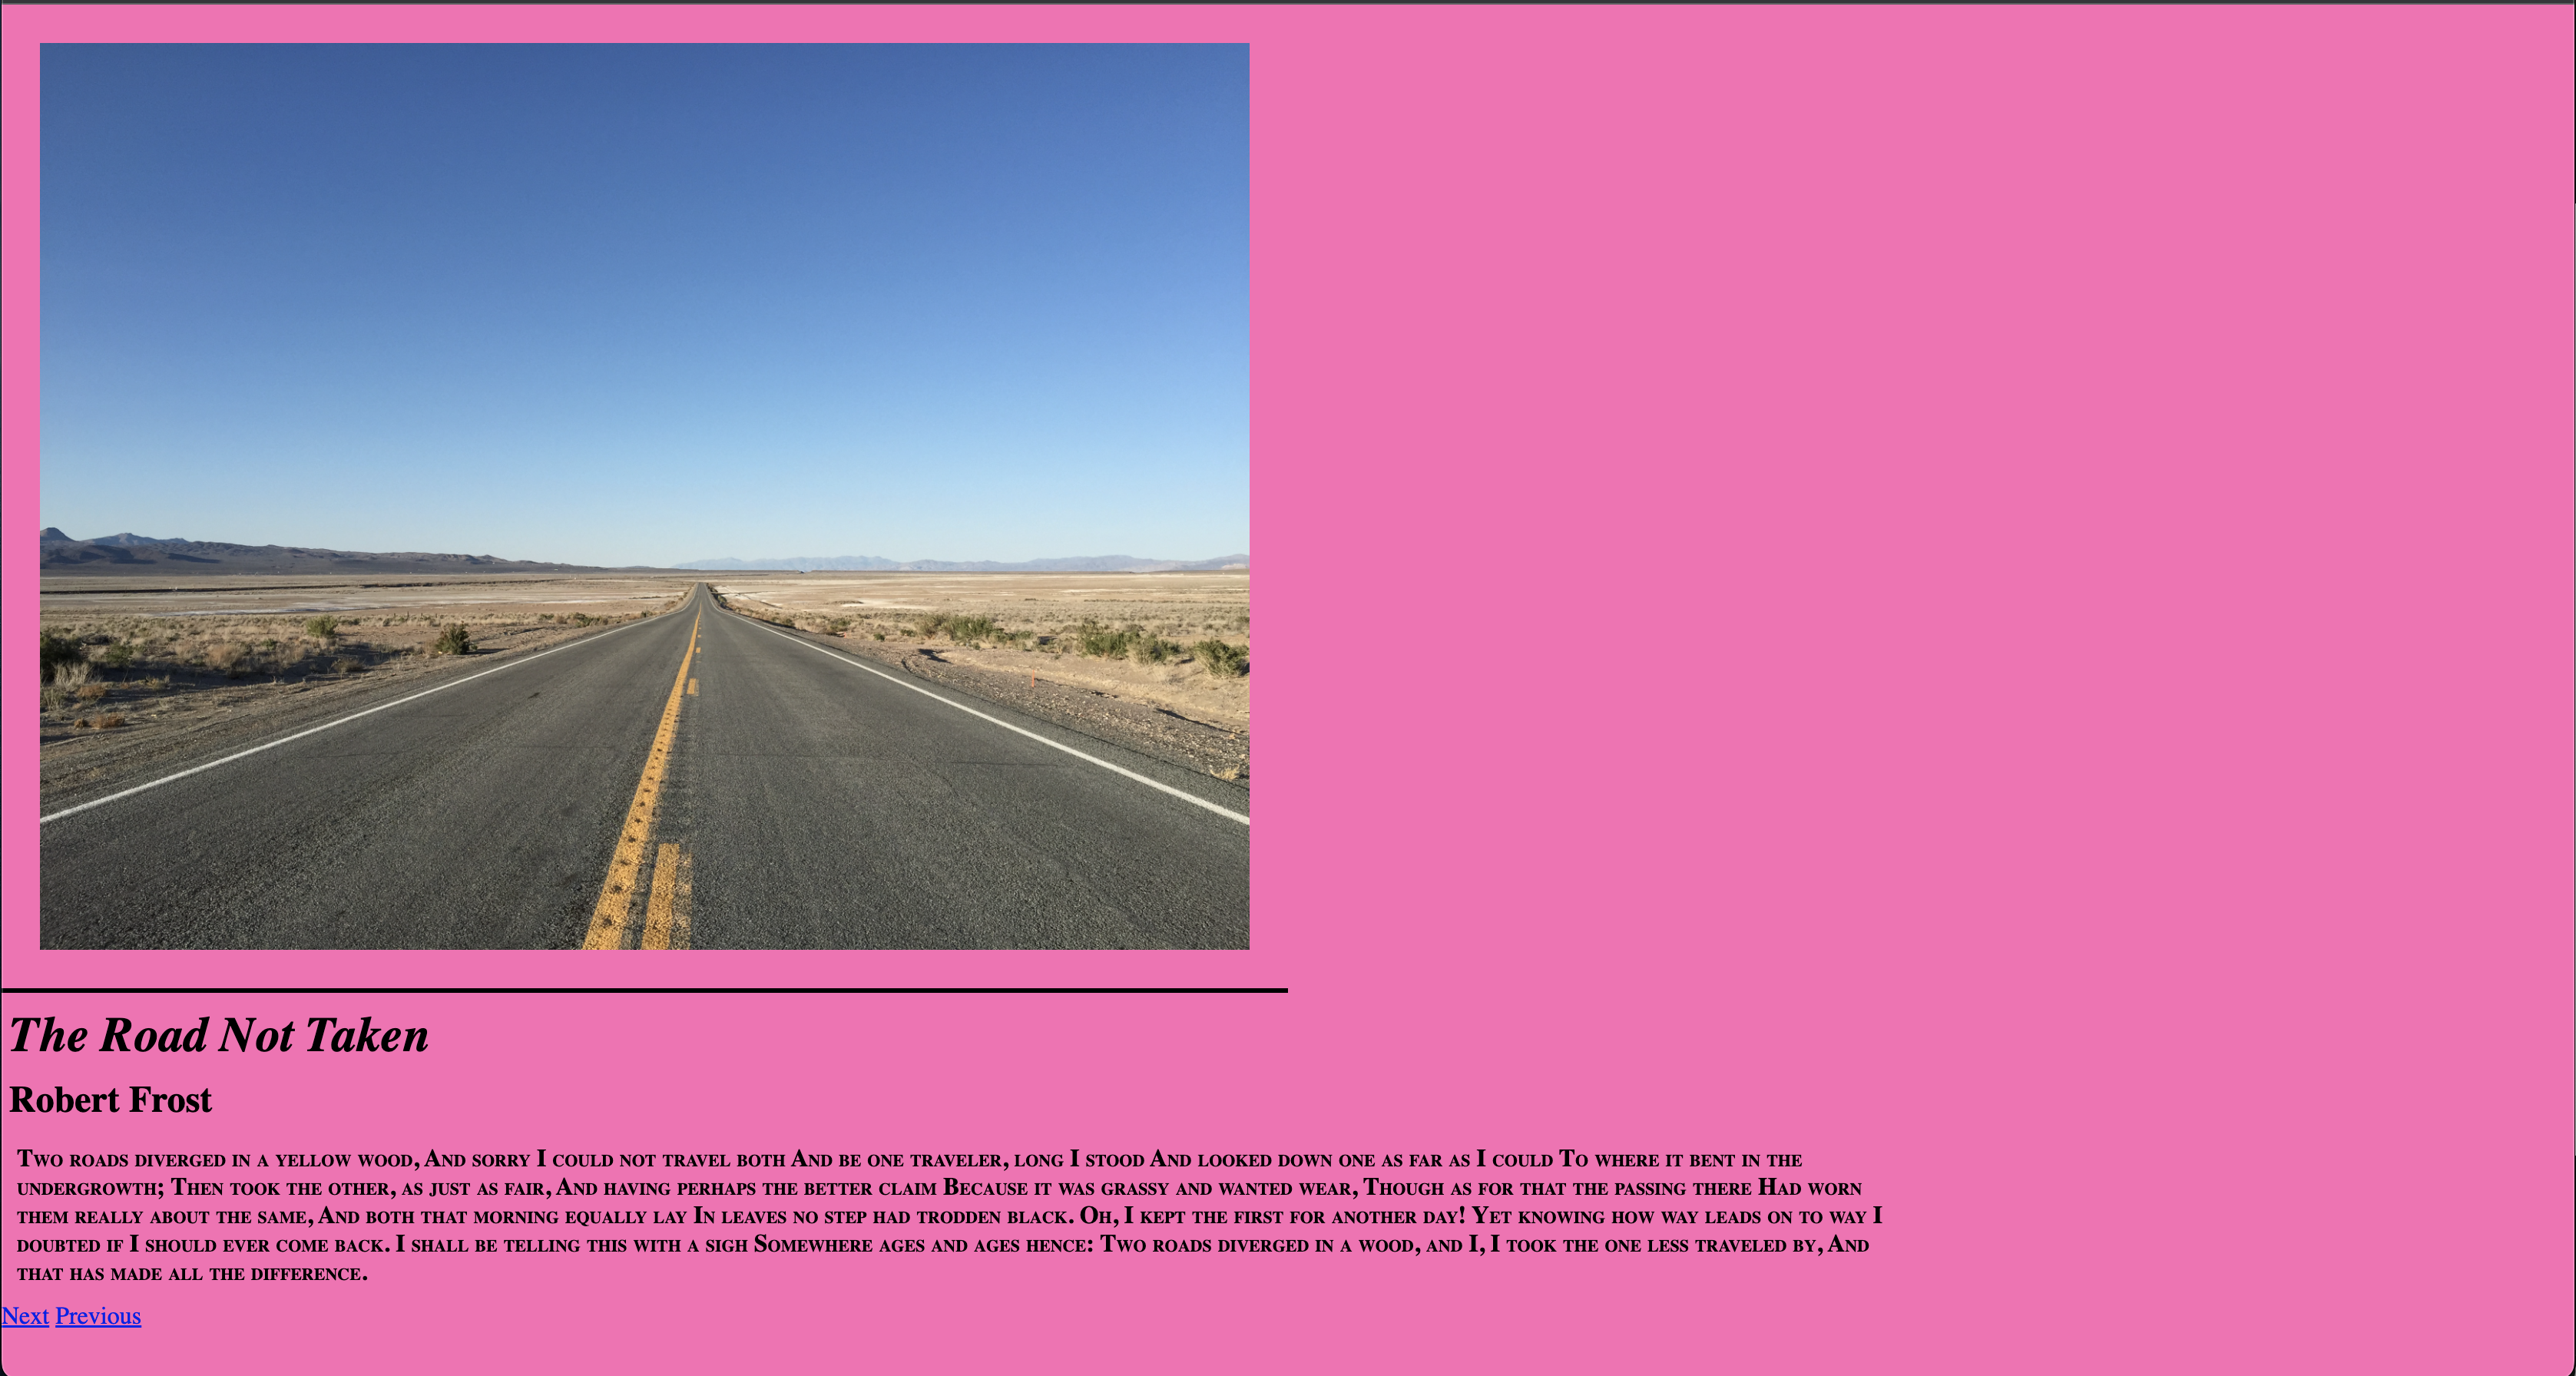 The Road Not Taken
Robert Frost
Two roads diverged in a yellow wood, And sorry I could not travel both And be one traveler, long I stood And looked down one as far as I could To where it bent in the
undergrowth; Then took the other, as just as fair, And having perhaps the better claim Because it was grassy and wanted wear, Though as for that the passing there Had worn
them really about the same, And both that morning equally lay In leaves no step had trodden black. Oh, I kept the first for another day! Yet knowing how way leads on to way I
doubted if I should ever come back. I shall be telling this with a sigh Somewhere ages and ages hence: Two roads diverged in a wood, and I, I took the one less traveled by, And
that has made all the difference.
Next Previous